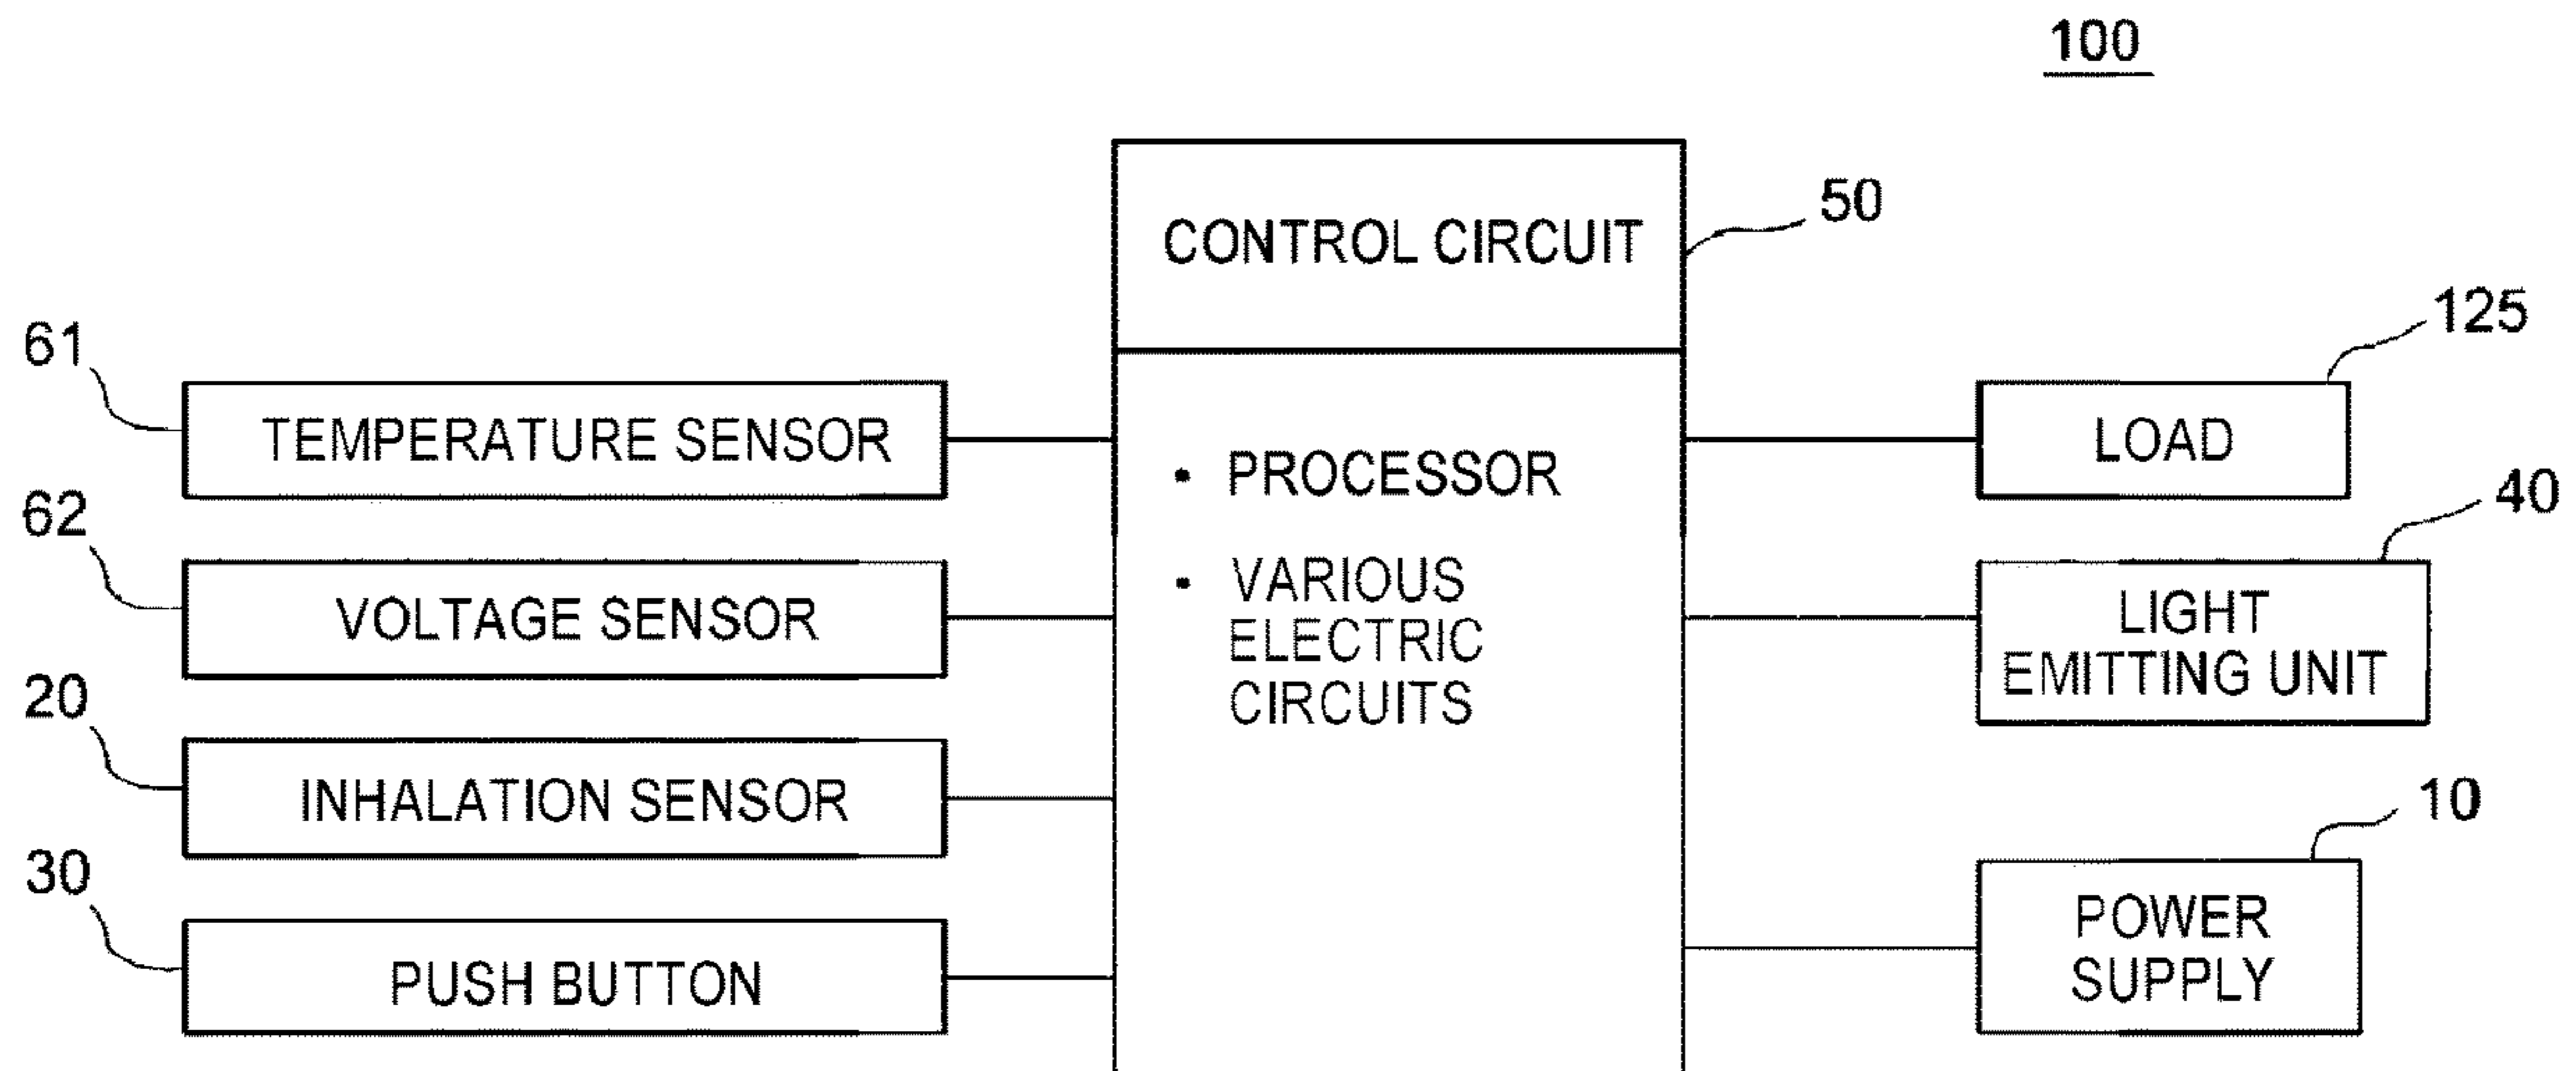 100
CONTROL CIRCUIT
50
• PROCESSOR
• VARIOUS
ELECTRIC
CIRCUITS
61
TEMPERATURE SENSOR
62
VOLTAGE SENSOR
20
INHALATION SENSOR
30
PUSH BUTTON
125
LOAD
40
LIGHT
EMITTING UNIT
10
POWER
SUPPLY